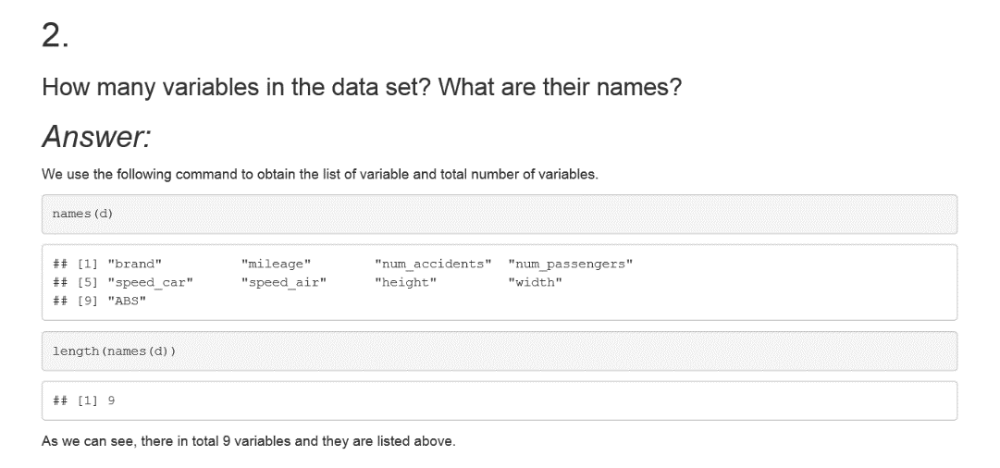 2.
How many variables in the data set? What are their names?
Answer:
We use the following command to obtain the list of variable and total number of variables.
names(d)
## [1] "brand"          "mileage"        "num_accidents"  "num_passengers"
## [5] "speed_car"      "speed_air"      "height"         "width"
## [9] "ABS"
length(names(d))
## [1] 9
As we can see, there in total 9 variables and they are listed above.